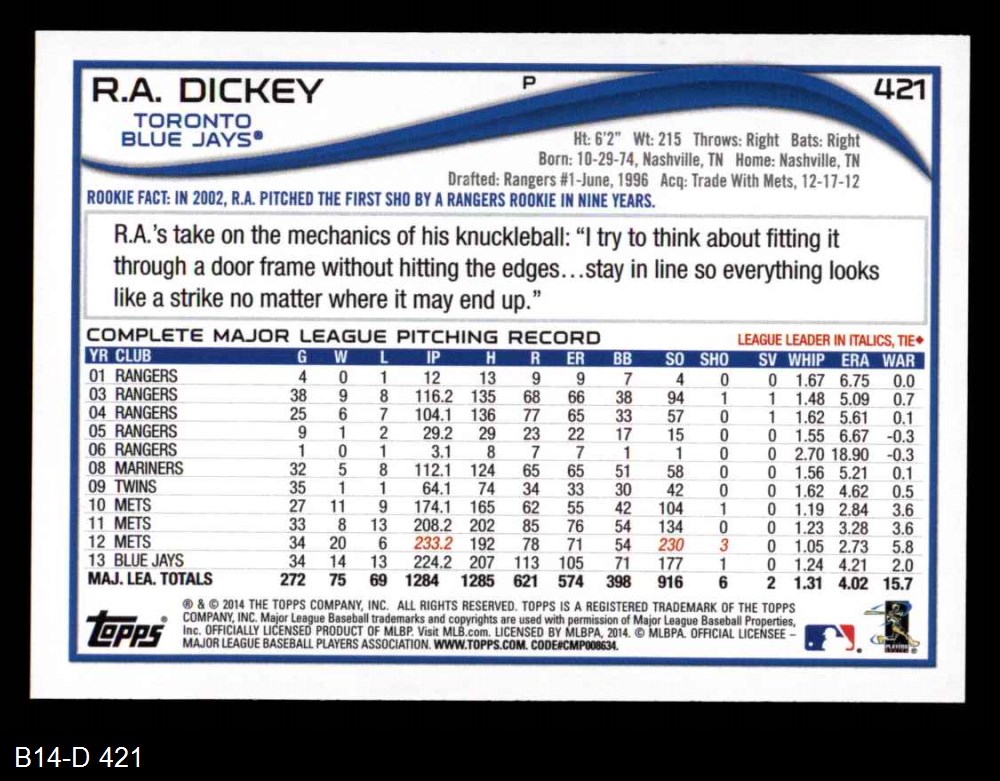 R.A. DICKEY P 421
TORONTO
BLUE JAYS®
Ht: 6'2" Wt: 215 Throws: Right Bats: Right
Born: 10-29-74, Nashville, TN Home: Nashville, TN
Drafted: Rangers #1-June, 1996 Acq: Trade With Mets, 12-17-12
ROOKIE FACT: IN 2002, R.A. PITCHED THE FIRST SHO BY A RANGERS ROOKIE IN NINE YEARS.
R.A.'s take on the mechanics of his knuckleball: "I try to think about fitting it
through a door frame without hitting the edges...stay in line so everything looks
like a strike no matter where it may end up."
COMPLETE MAJOR LEAGUE PITCHING RECORD LEAGUE LEADER IN ITALICS, TIE♦
YR CLUB G W L IP H R ER BB SO SHO SV WHIP ERA WAR
01 RANGERS 4 0 1 12 13 9 9 7 4 0 0 1.67 6.75 0.0
03 RANGERS 38 9 8 116.2 135 68 66 38 94 1 1 1.48 5.09 0.7
04 RANGERS 25 6 7 104.1 136 77 65 33 57 0 1 1.62 5.61 0.1
05 RANGERS 9 1 2 29.2 29 23 22 17 15 0 0 1.55 6.67 -0.3
06 RANGERS 1 0 1 3.1 8 7 7 1 1 0 0 2.70 18.90 -0.3
08 MARINERS 32 5 8 112.1 124 65 65 51 58 0 0 1.56 5.21 0.1
09 TWINS 35 1 1 64.1 74 34 33 30 42 0 0 1.62 4.62 0.5
10 METS 27 11 9 174.1 165 62 55 42 104 1 0 1.19 2.84 3.6
11 METS 33 8 13 208.2 202 85 76 54 134 0 0 1.23 3.28 3.6
12 METS 34 20 6 233.2 192 78 71 54 230 3 0 1.05 2.73 5.8
13 BLUE JAYS 34 14 13 224.2 207 113 105 71 177 1 0 1.24 4.21 2.0
MAJ. LEA. TOTALS 272 75 69 1284 1285 621 574 398 916 6 2 1.31 4.02 15.7
Topps®
® & © 2014 THE TOPPS COMPANY, INC. ALL RIGHTS RESERVED. TOPPS IS A REGISTERED TRADEMARK OF THE TOPPS
COMPANY, INC. Major League Baseball trademarks and copyrights are used with permission of Major League Baseball Properties,
Inc. OFFICIALLY LICENSED PRODUCT OF MLBP. Visit MLB.com. LICENSED BY MLBPA, 2014. © MLBPA. OFFICIAL LICENSEE –
MAJOR LEAGUE BASEBALL PLAYERS ASSOCIATION. WWW.TOPPS.COM. CODE#CMP008634.
B14-D 421